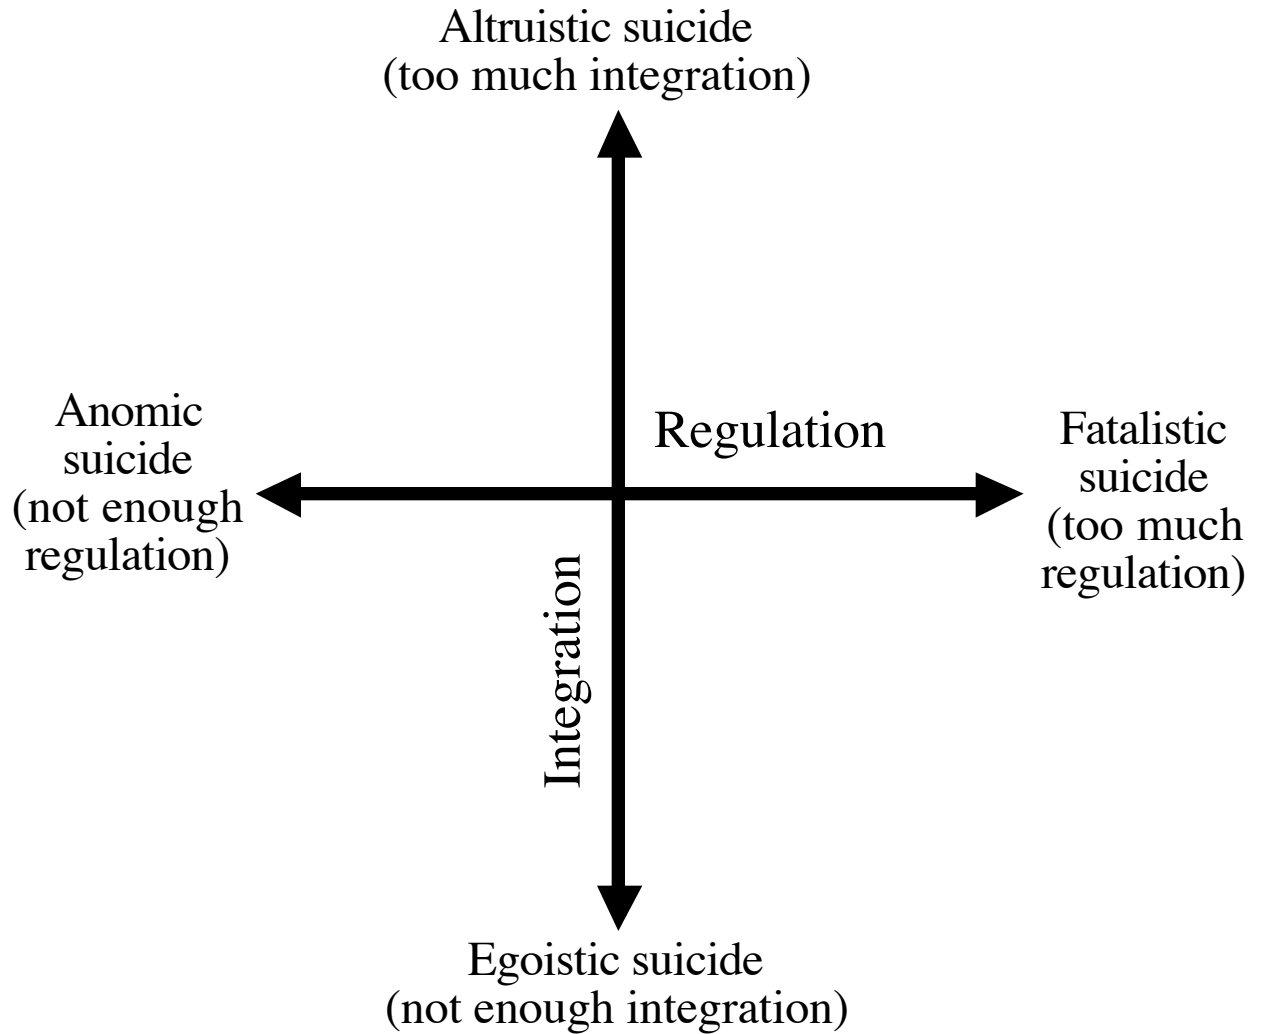 Altruistic suicide
(too much integration)
Anomic
suicide
(not enough
regulation)
Regulation
Fatalistic
suicide
(too much
regulation)
Integration
Egoistic suicide
(not enough integration)